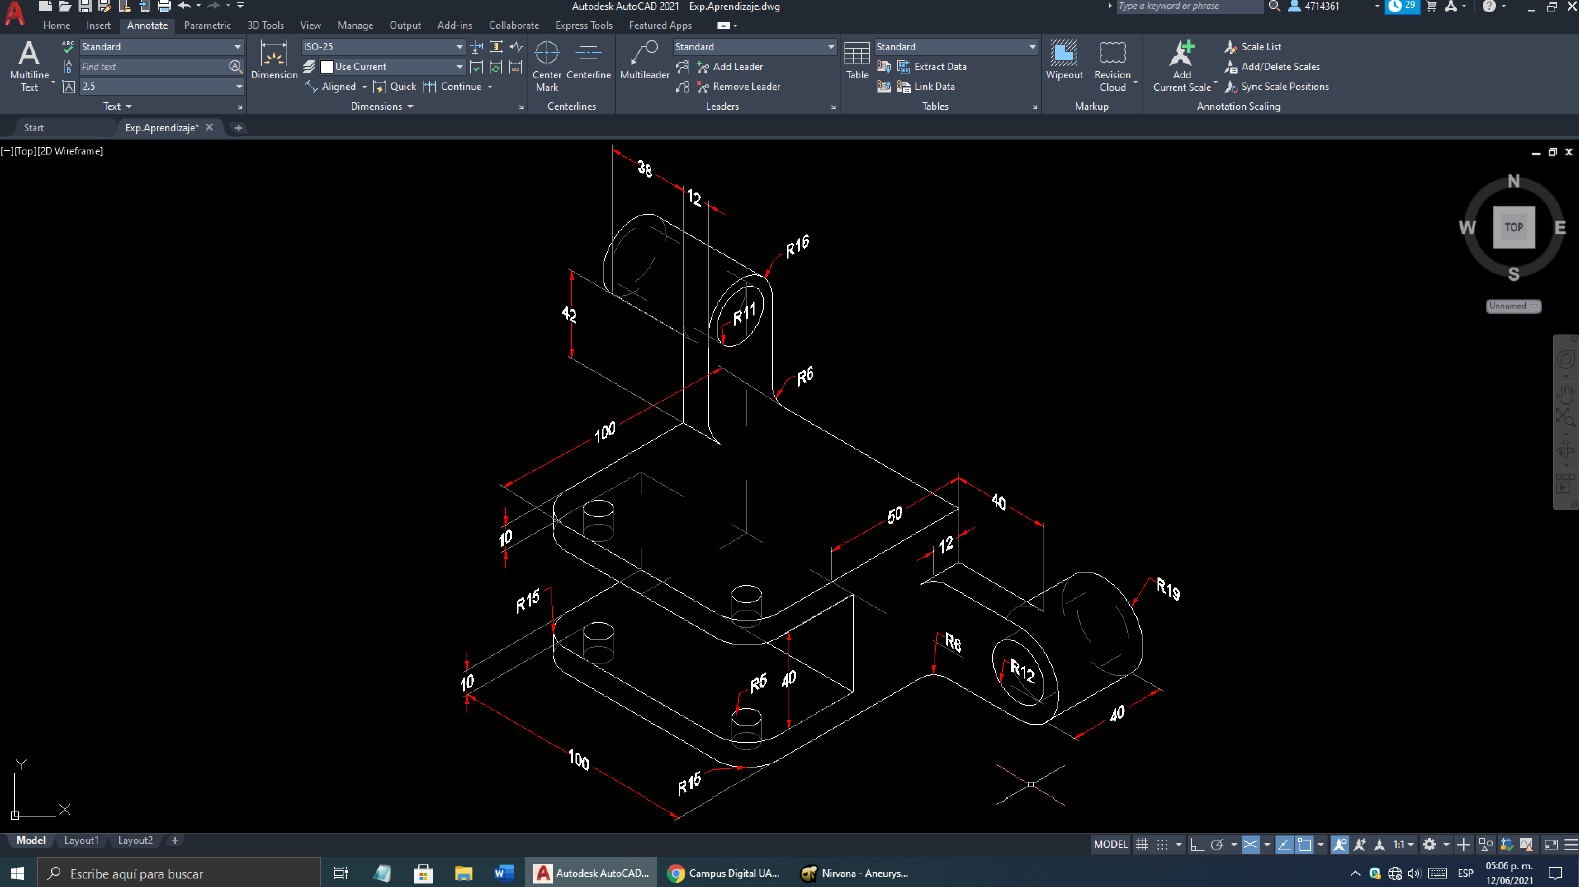 Autodesk AutoCAD 2021 Exp.Aprendizaje.dwg
Type a keyword or phrase
4714361
29
Home Insert Annotate Parametric 3D Tools View Manage Output Collaborate Express Tools Featured Apps
Multiline
Text
ABC
Standard
Find text
2.5
Text
Dimension
ISO-25
Use Current
Aligned
Quick
Continue
Dimensions
Center
Mark
Centerline
Centerlines
Multileader
Standard
Add Leader
Remove Leader
Leaders
Table
Standard
Extract Data
Link Data
Tables
Wipeout
Revision
Cloud
Markup
Add
Current Scale
Scale List
Add/Delete Scales
Sync Scale Positions
Annotation Scaling
Start
Exp.Aprendizaje*
[−][Top][2D Wireframe]
N
W TOP E
S
Unnamed
38
12
R16
42
R11
R6
100
50
40
10
12
R15
R19
R6
R12
10
R5
40
40
100
R15
Y
X
Model Layout1 Layout2
MODEL
1:1
Escribe aquí para buscar
Autodesk AutoCAD...
Campus Digital UA...
Nirvana - Aneurys...
ESP
05:06 p. m.
12/06/2021